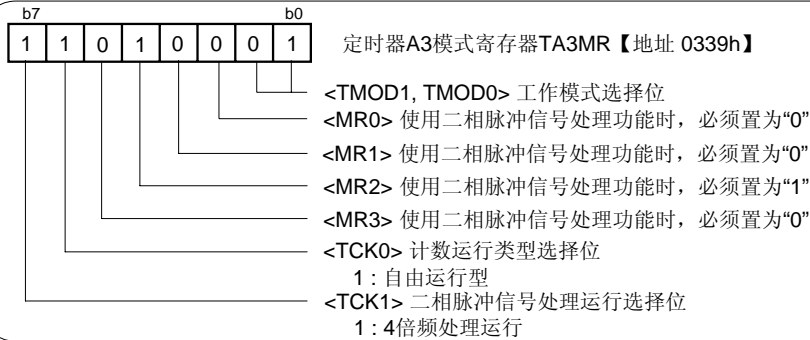 b7 b0
1 1 0 1 0 0 0 1 定时器A3模式寄存器TA3MR【地址 0339h】
<TMOD1, TMOD0> 工作模式选择位
<MR0> 使用二相脉冲信号处理功能时，必须置为“0”
<MR1> 使用二相脉冲信号处理功能时，必须置为“0”
<MR2> 使用二相脉冲信号处理功能时，必须置为“1”
<MR3> 使用二相脉冲信号处理功能时，必须置为“0”
<TCK0> 计数运行类型选择位
1 : 自由运行型
<TCK1> 二相脉冲信号处理运行选择位
1 : 4倍频处理运行